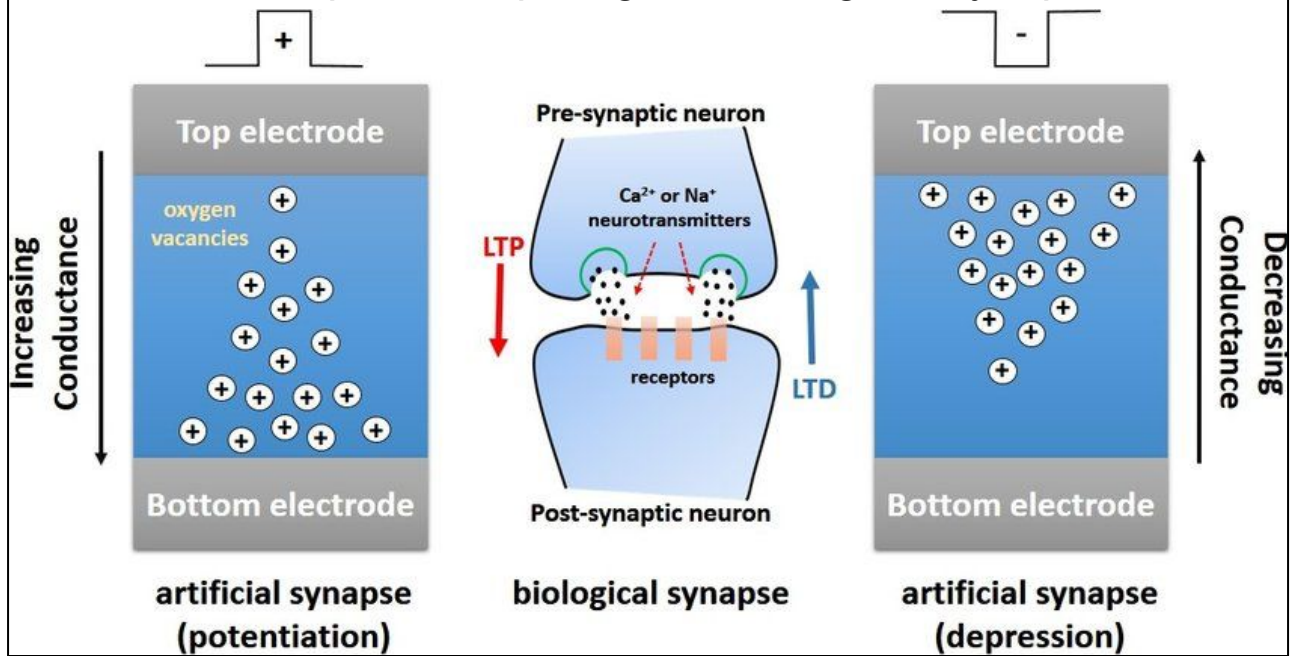 +
Top electrode
oxygen
vacancies
Bottom electrode
Increasing
Conductance
artificial synapse
(potentiation)
Pre-synaptic neuron
Ca²⁺ or Na⁺
neurotransmitters
LTP
LTD
receptors
Post-synaptic neuron
biological synapse
-
Top electrode
Bottom electrode
Decreasing
Conductance
artificial synapse
(depression)